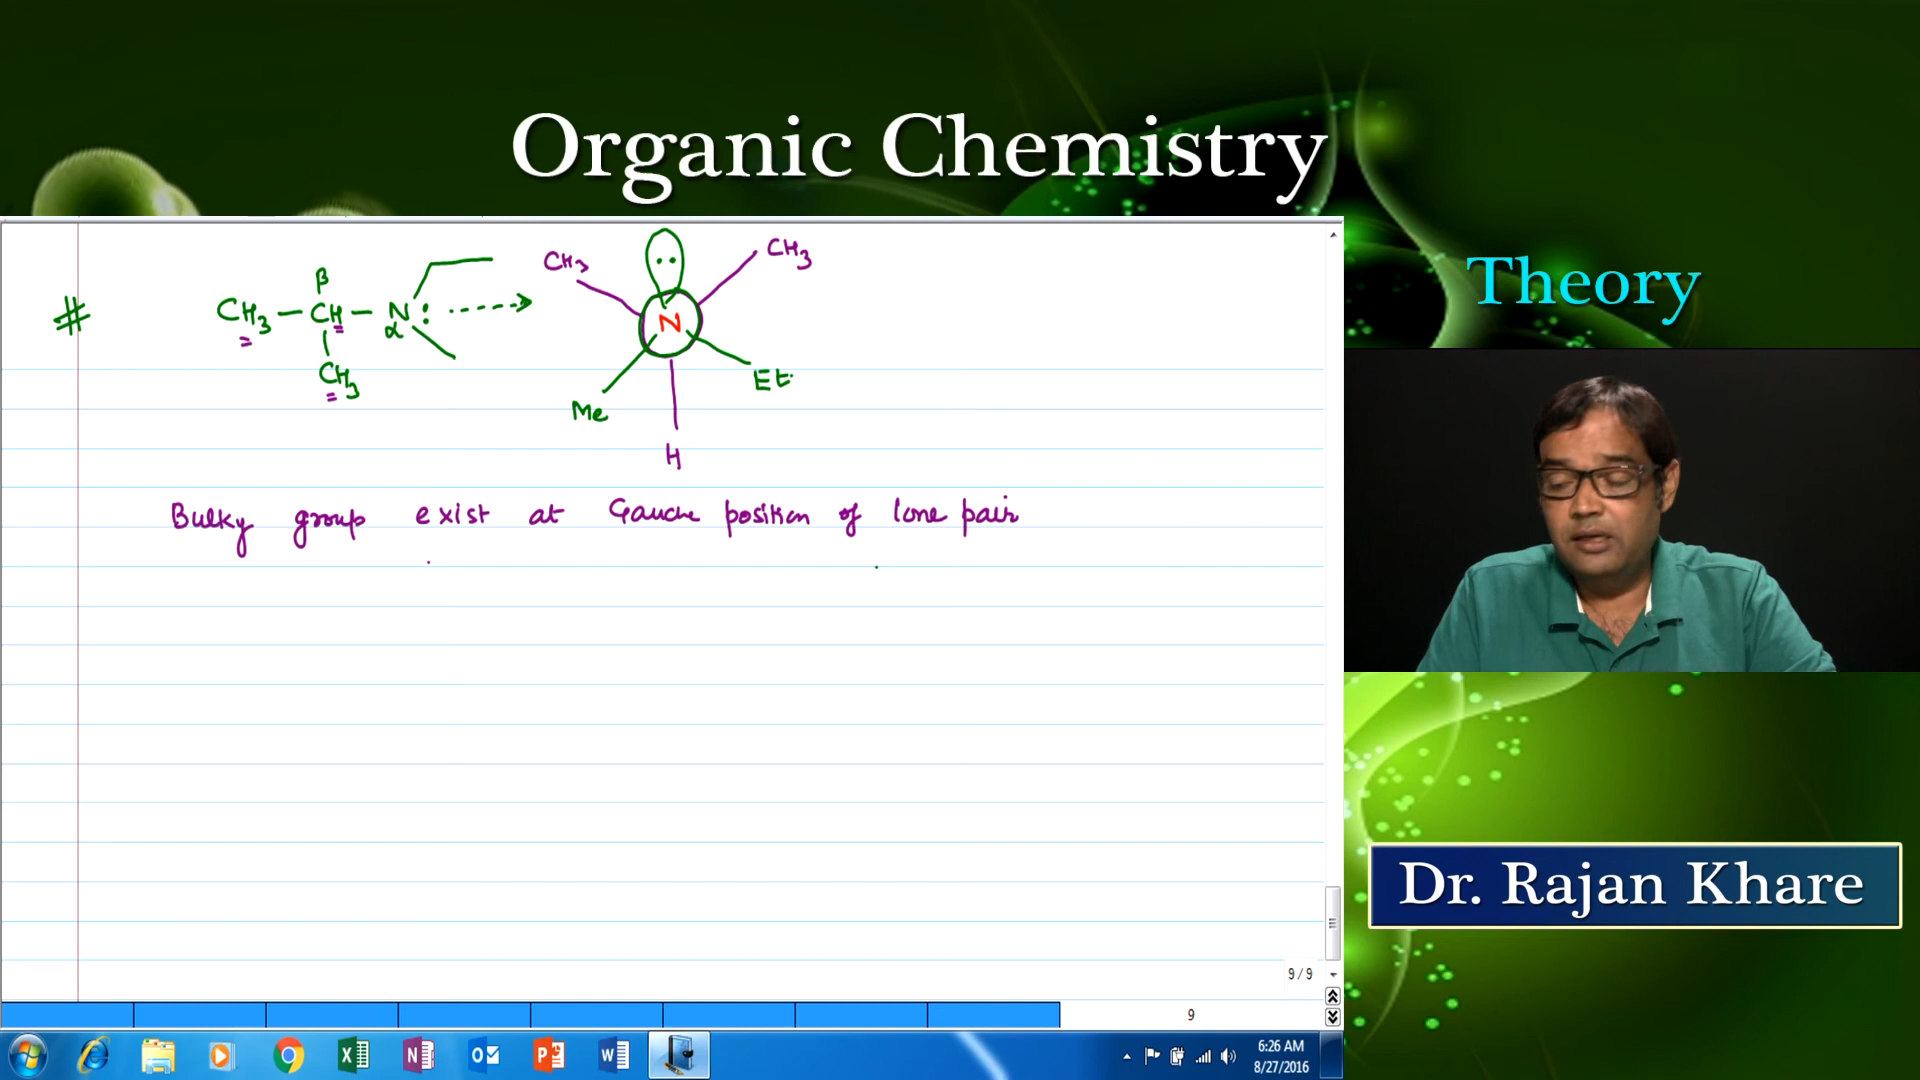 Organic Chemistry
Theory
β
# CH3 — CH — N :
α
CH3
CH3
CH3
N
Me
Et
H
Bulky group exist at Gauche position of lone pair
Dr. Rajan Khare
9/9
9
6:26 AM
8/27/2016